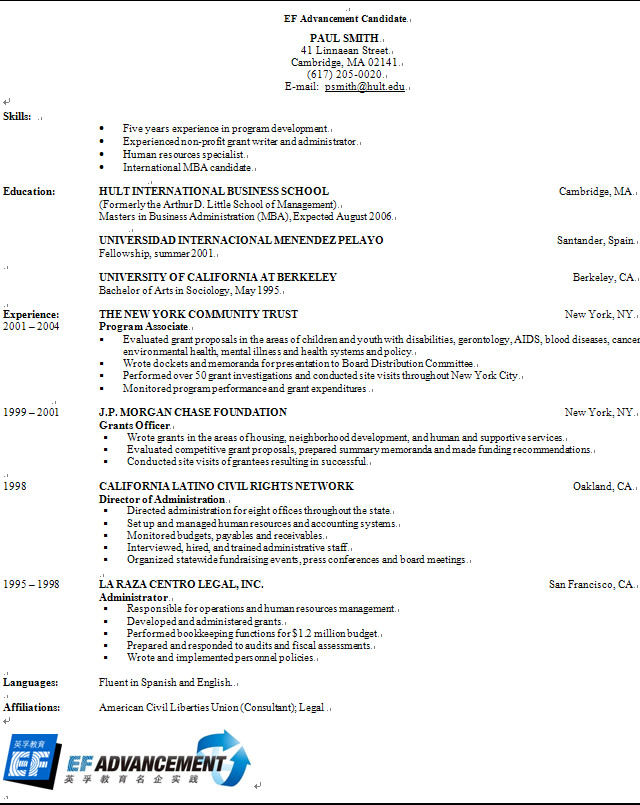 EF Advancement Candidate
PAUL SMITH
41 Linnaean Street
Cambridge, MA 02141
(617) 205-0020
E-mail: psmith@hult.edu
Skills:
• Five years experience in program development
• Experienced non-profit grant writer and administrator
• Human resources specialist
• International MBA candidate
Education: HULT INTERNATIONAL BUSINESS SCHOOL Cambridge, MA
(Formerly the Arthur D. Little School of Management)
Masters in Business Administration (MBA), Expected August 2006
UNIVERSIDAD INTERNACIONAL MENENDEZ PELAYO Santander, Spain
Fellowship, summer 2001
UNIVERSITY OF CALIFORNIA AT BERKELEY Berkeley, CA
Bachelor of Arts in Sociology, May 1995
Experience: THE NEW YORK COMMUNITY TRUST New York, NY
2001 – 2004 Program Associate
▪ Evaluated grant proposals in the areas of children and youth with disabilities, gerontology, AIDS, blood diseases, cancer
environmental health, mental illness and health systems and policy
▪ Wrote dockets and memoranda for presentation to Board Distribution Committee
▪ Performed over 50 grant investigations and conducted site visits throughout New York City
▪ Monitored program performance and grant expenditures
1999 – 2001 J.P. MORGAN CHASE FOUNDATION New York, NY
Grants Officer
▪ Wrote grants in the areas of housing, neighborhood development, and human and supportive services
▪ Evaluated competitive grant proposals, prepared summary memoranda and made funding recommendations
▪ Conducted site visits of grantees resulting in successful
1998 CALIFORNIA LATINO CIVIL RIGHTS NETWORK Oakland, CA
Director of Administration
▪ Directed administration for eight offices throughout the state
▪ Set up and managed human resources and accounting systems
▪ Monitored budgets, payables and receivables
▪ Interviewed, hired, and trained administrative staff
▪ Organized statewide fundraising events, press conferences and board meetings
1995 – 1998 LA RAZA CENTRO LEGAL, INC. San Francisco, CA
Administrator
▪ Responsible for operations and human resources management
▪ Developed and administered grants
▪ Performed bookkeeping functions for $1.2 million budget
▪ Prepared and responded to audits and fiscal assessments
▪ Wrote and implemented personnel policies
Languages: Fluent in Spanish and English
Affiliations: American Civil Liberties Union (Consultant); Legal
英孚教育
EF
EF ADVANCEMENT
英孚教育名企实践